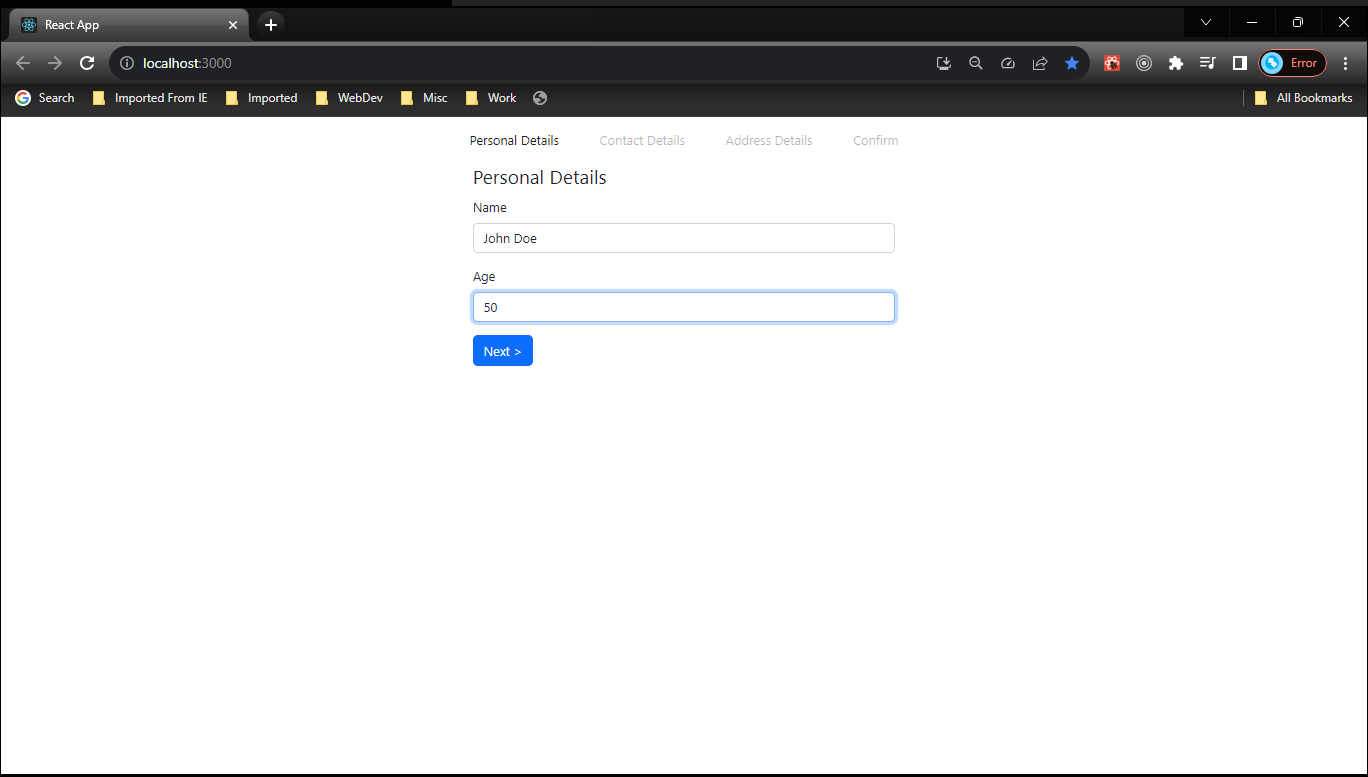 React App
localhost:3000
Error
Search Imported From IE Imported WebDev Misc Work All Bookmarks
Personal Details Contact Details Address Details Confirm
Personal Details
Name
John Doe
Age
50
Next >